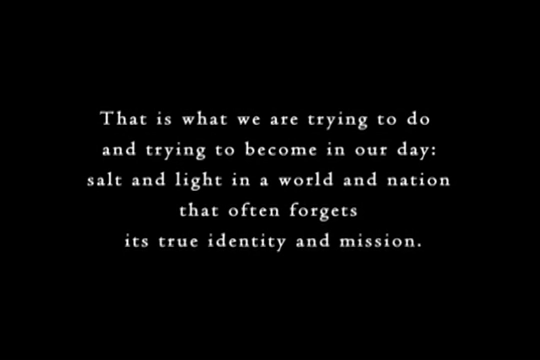 That is what we are trying to do
and trying to become in our day:
salt and light in a world and nation
that often forgets
its true identity and mission.